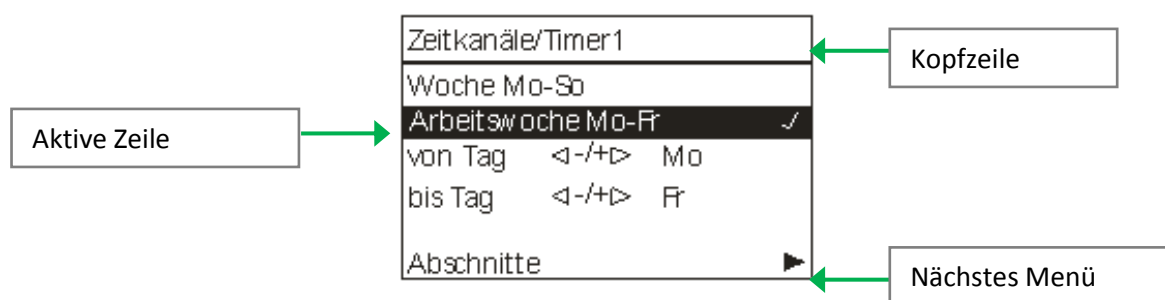 Zeitkanäle/Timer1
Kopfzeile
Woche Mo-So
Arbeitswoche Mo-Fr ✓
Aktive Zeile
von Tag ◁-/+▷ Mo
bis Tag ◁-/+▷ Fr
Abschnitte ►
Nächstes Menü